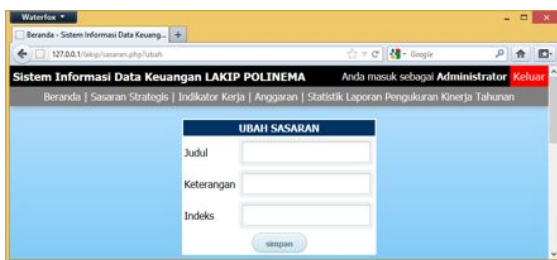 Waterfox
Beranda - Sistem Informasi Data Keuang...
127.0.0.1/lakip/sasaran.php?ubah
Google
Sistem Informasi Data Keuangan LAKIP POLINEMA Anda masuk sebagai Administrator Keluar
Beranda | Sasaran Strategis | Indikator Kerja | Anggaran | Statistik Laporan Pengukuran Kinerja Tahunan
UBAH SASARAN
Judul
Keterangan
Indeks
simpan